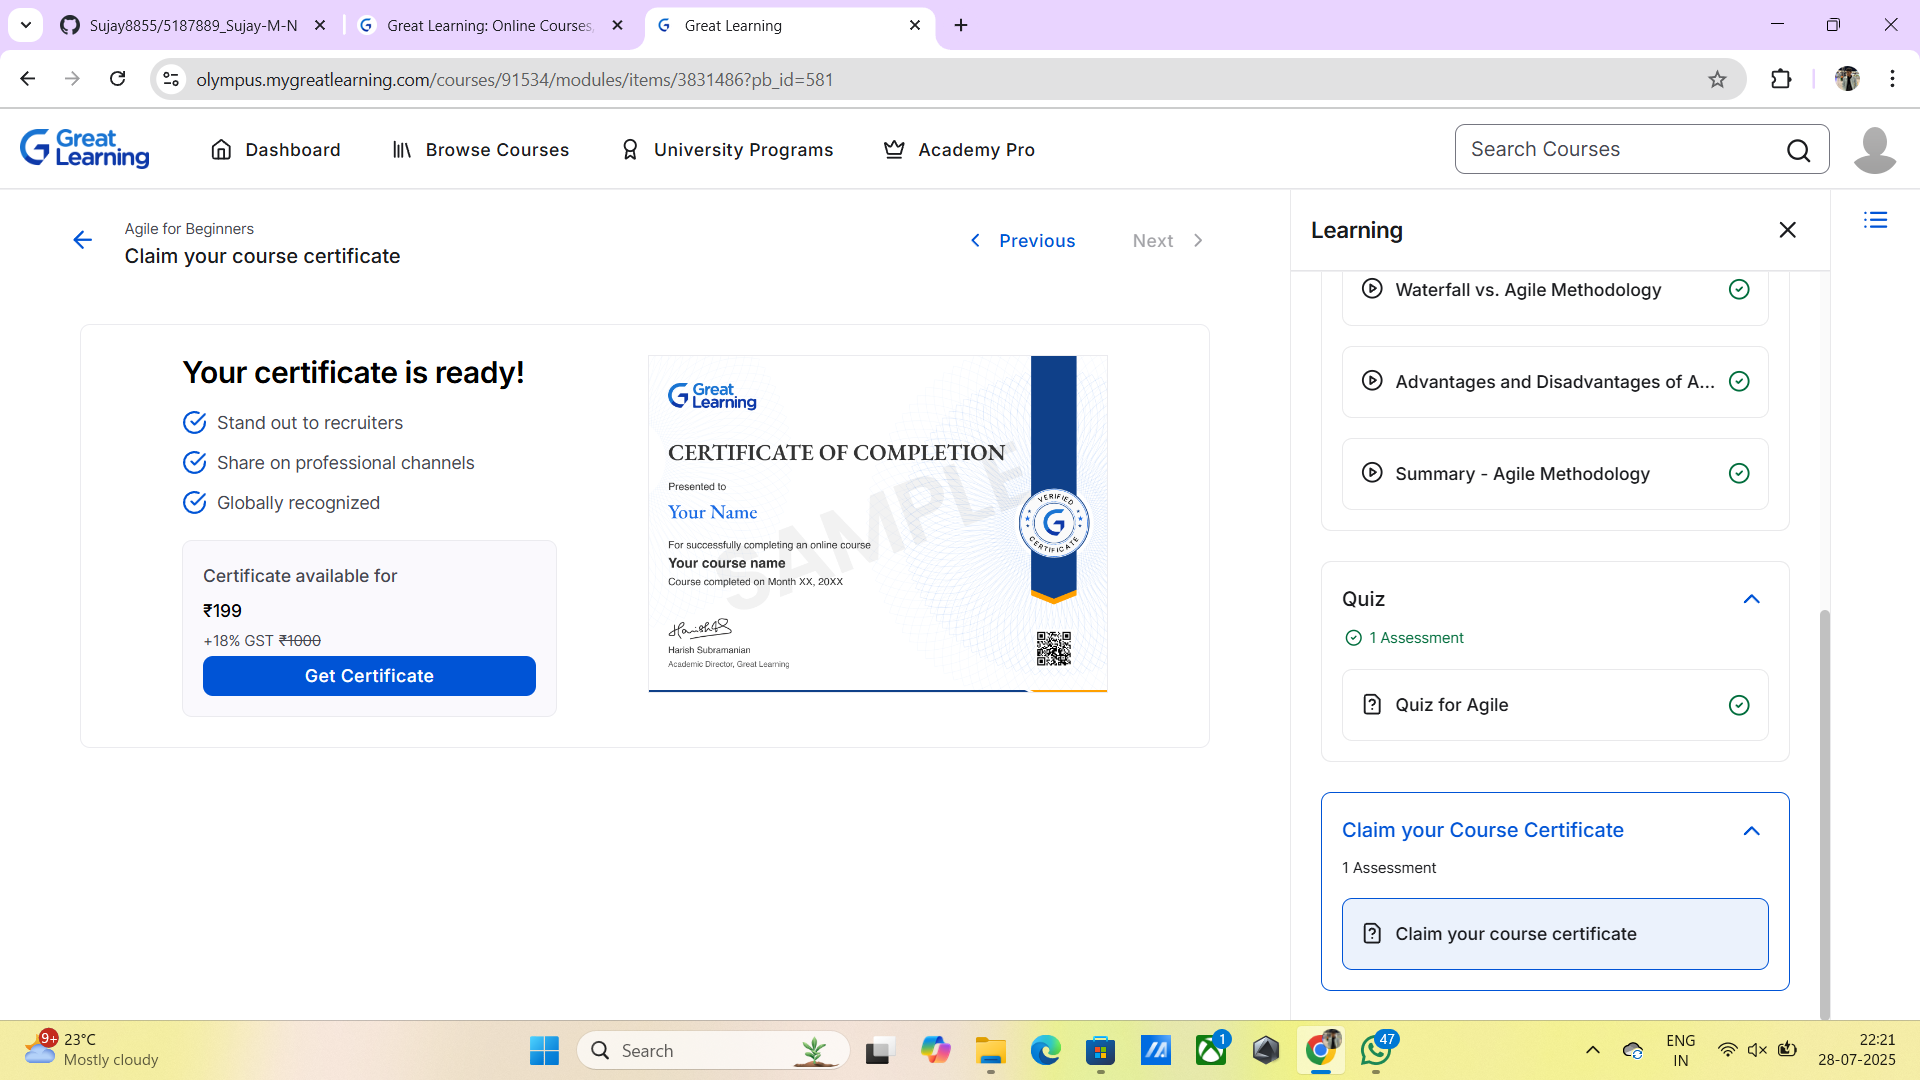 Sujay8855/5187889_Sujay-M-N
Great Learning: Online Courses,
Great Learning
olympus.mygreatlearning.com/courses/91534/modules/items/3831486?pb_id=581
Great Learning
Dashboard
Browse Courses
University Programs
Academy Pro
Search Courses
Agile for Beginners
Claim your course certificate
Previous
Next
Your certificate is ready!
Stand out to recruiters
Share on professional channels
Globally recognized
Certificate available for
₹199
+18% GST ₹1000
Get Certificate
Great
Learning
CERTIFICATE OF COMPLETION
Presented to
Your Name
For successfully completing an online course
Your course name
Course completed on Month XX, 20XX
SAMPLE
VERIFIED
CERTIFICATE
Harish Subramanian
Academic Director, Great Learning
Learning
Waterfall vs. Agile Methodology
Advantages and Disadvantages of A...
Summary - Agile Methodology
Quiz
1 Assessment
Quiz for Agile
Claim your Course Certificate
1 Assessment
Claim your course certificate
9+
23°C
Mostly cloudy
Search
1
47
ENG
IN
22:21
28-07-2025